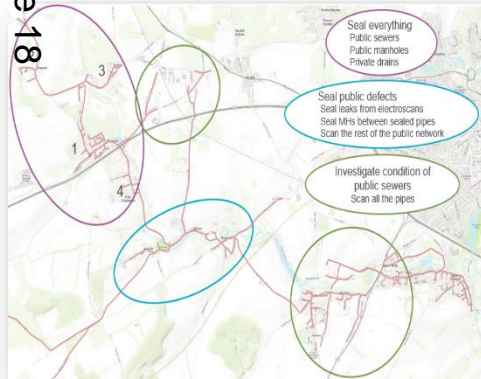 e 18
Seal everything
Public sewers
Public manholes
Private drains
3
Seal public defects
Seal leaks from electroscans
Seal MHs between sealed pipes
Scan the rest of the public network
1
Investigate condition of
public sewers
Scan all the pipes
4